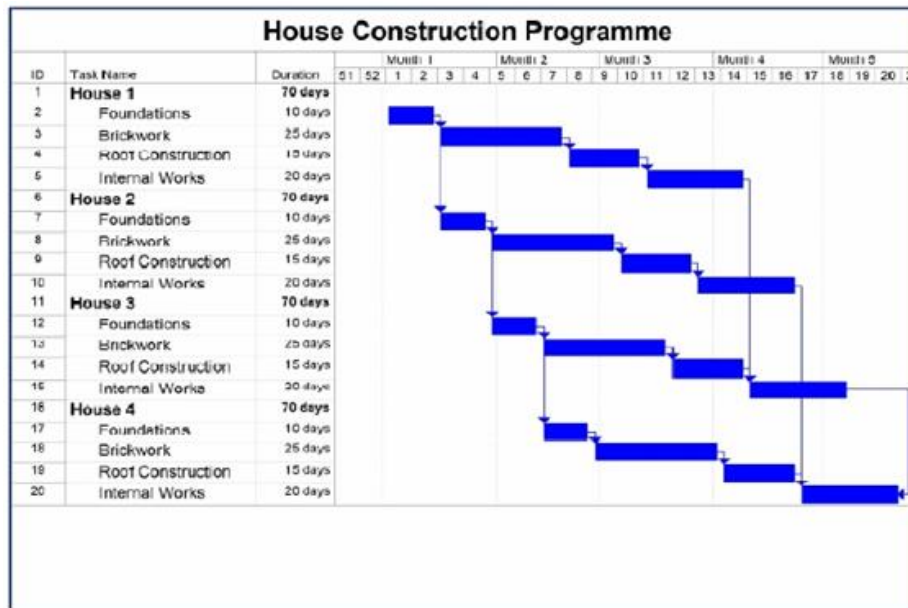 House Construction Programme
Month 1 Month 2 Month 3 Month 4 Month 5
ID Task Name Duration 51 52 1 2 3 4 5 6 7 8 9 10 11 12 13 14 15 16 17 18 19 20
1 House 1 70 days
2 Foundations 10 days
3 Brickwork 25 days
4 Roof Construction 15 days
5 Internal Works 20 days
6 House 2 70 days
7 Foundations 10 days
8 Brickwork 25 days
9 Roof Construction 15 days
10 Internal Works 20 days
11 House 3 70 days
12 Foundations 10 days
13 Brickwork 25 days
14 Roof Construction 15 days
15 Internal Works days
16 House 4 70 days
17 Foundations 10 days
18 Brickwork 25 days
19 Roof Construction 15 days
20 Internal Works 20 days